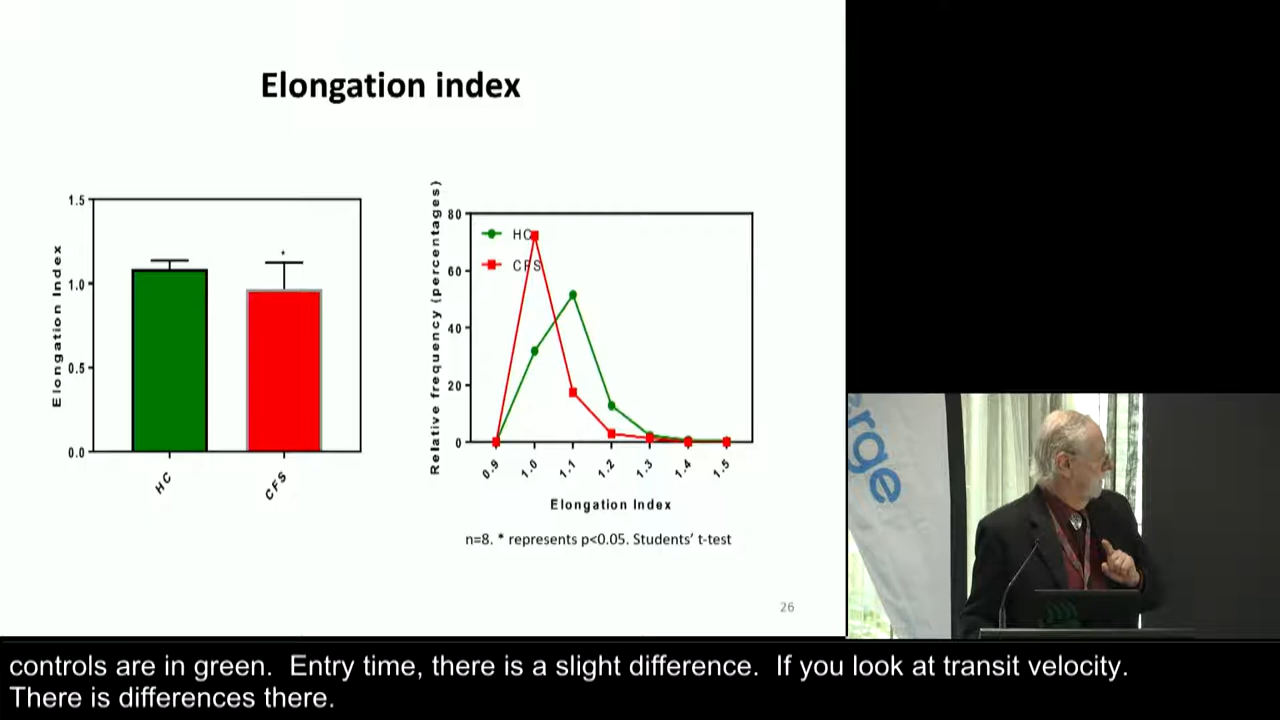 Elongation index
1.5
1.0
0.5
0.0
Elongation Index
*
HC
CFS
80
60
40
20
0
Relative frequency (percentages)
HC
CFS
0.9
1.0
1.1
1.2
1.3
1.4
1.5
Elongation Index
n=8. * represents p<0.05. Students’ t-test
26
erge
controls are in green.  Entry time, there is a slight difference.  If you look at transit velocity.
There is differences there.